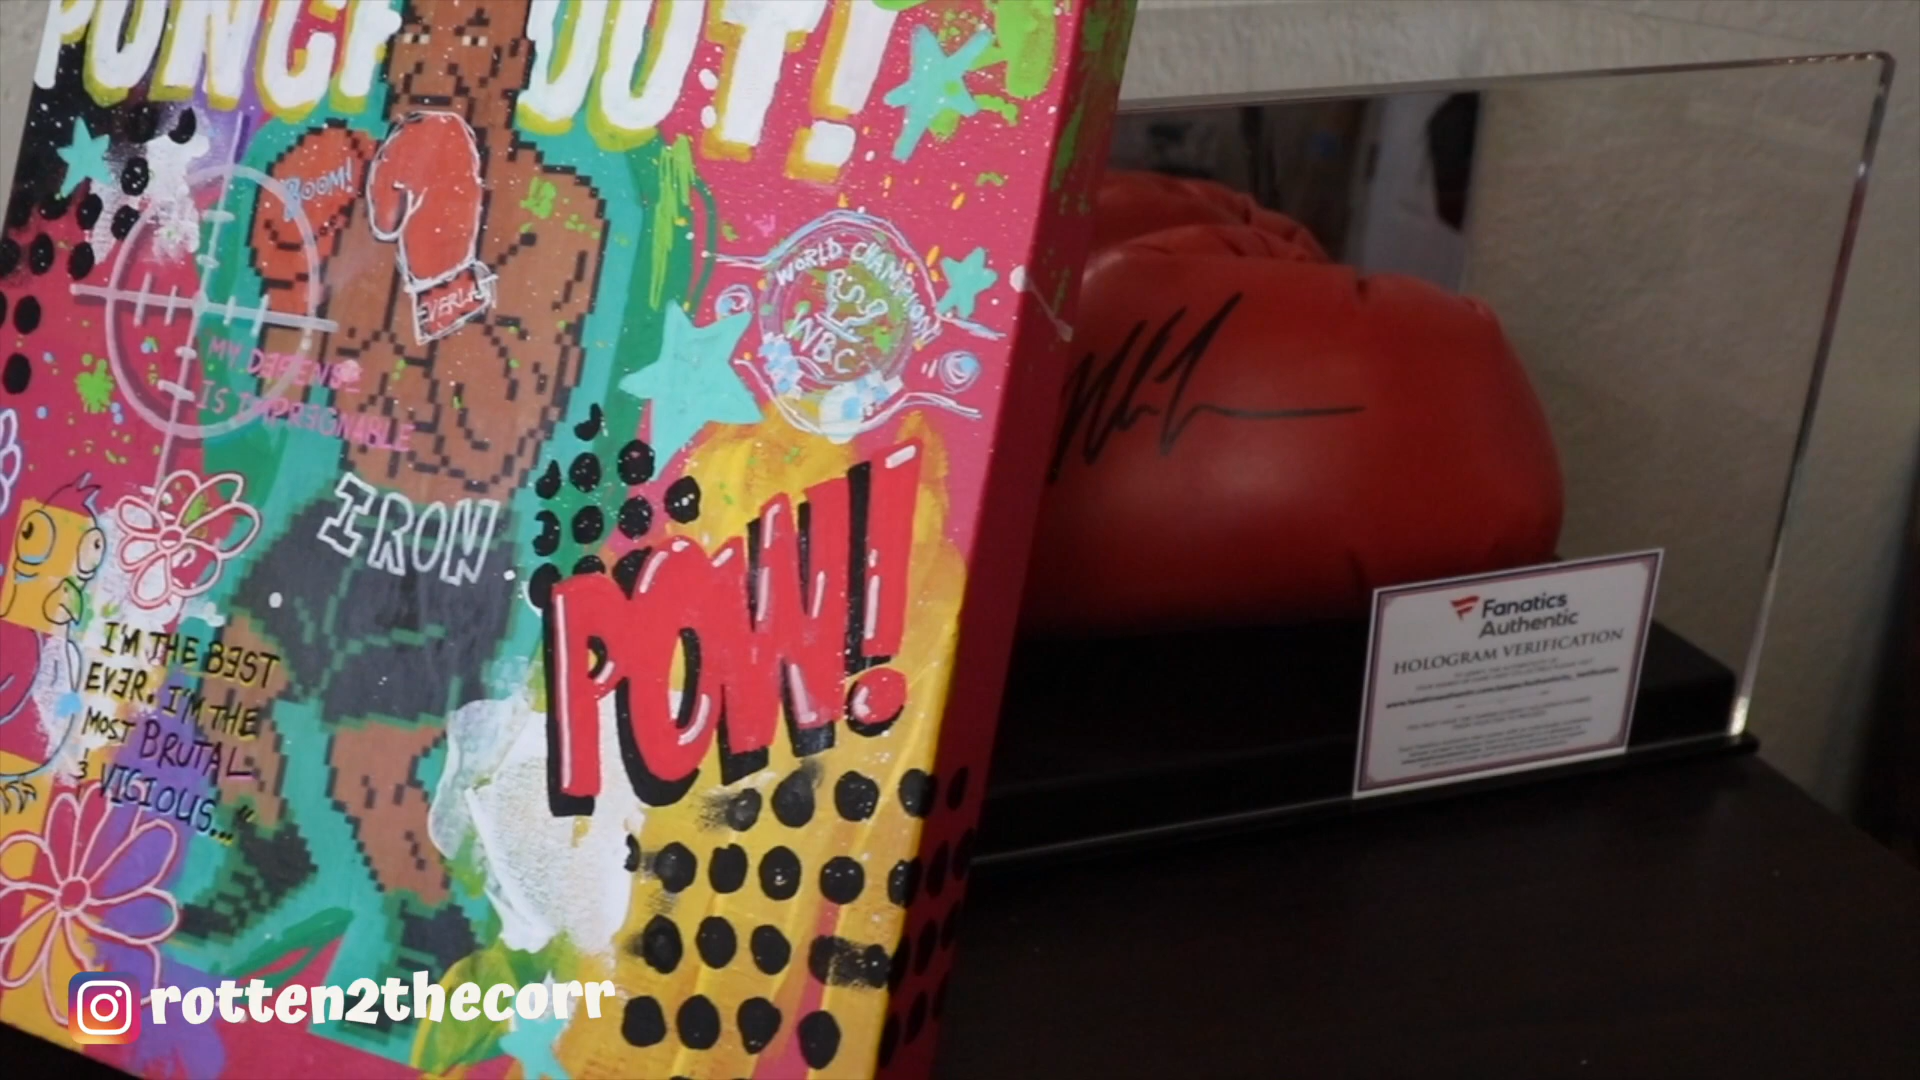 PUNCH OUT!
BOOM!
EVERLAST
WORLD CHAMPION
WBC
MY DEFENSE
IS IMPREGNABLE
IRON
POW!
I'M THE BEST
EVER. I'M THE
MOST BRUTAL
& VICIOUS..."
Fanatics
Authentic
HOLOGRAM VERIFICATION
rotten2thecorr